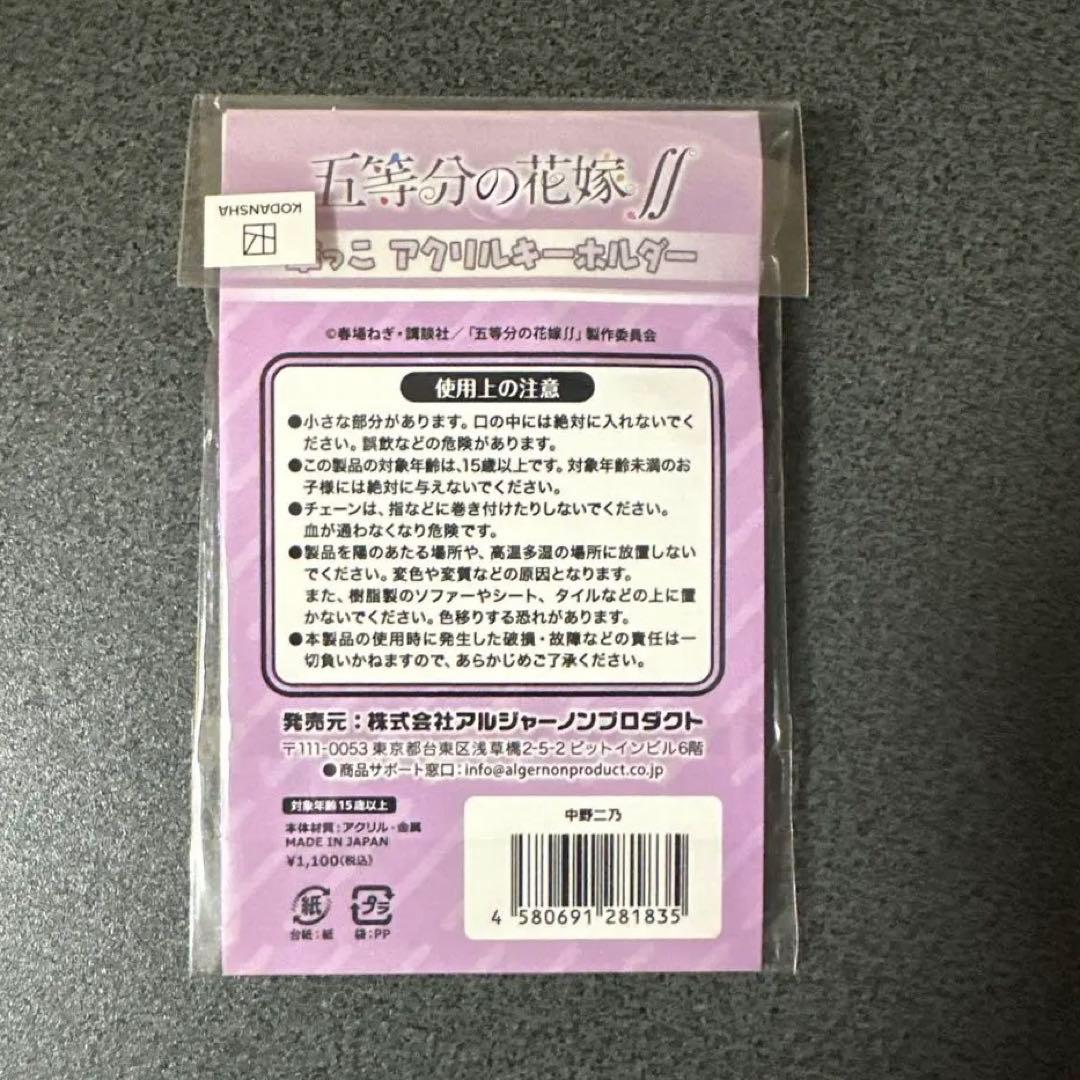 五等分の花嫁∬
KODANSHA
っこ アクリルキーホルダー
©春場ねぎ・講談社／「五等分の花嫁∬」製作委員会
使用上の注意
●小さな部分があります。口の中には絶対に入れないでく
ださい。誤飲などの危険があります。
●この製品の対象年齢は、15歳以上です。対象年齢未満のお
子様には絶対に与えないでください。
●チェーンは、指などに巻き付けたりしないでください。
血が通わなくなり危険です。
●製品を陽のあたる場所や、高温多湿の場所に放置しない
でください。変色や変質などの原因となります。
また、樹脂製のソファーやシート、タイルなどの上に置
かないでください。色移りする恐れがあります。
●本製品の使用時に発生した破損・故障などの責任は一
切負いかねますので、あらかじめご了承ください。
発売元：株式会社アルジャーノンプロダクト
〒111-0053 東京都台東区浅草橋2-5-2 ピットインビル6階
●商品サポート窓口：info@algernonproduct.co.jp
対象年齢15歳以上
本体材質：アクリル・金属
MADE IN JAPAN
¥1,100(税込)
紙
台紙：紙
プラ
袋：PP
中野二乃
4 580691 281835